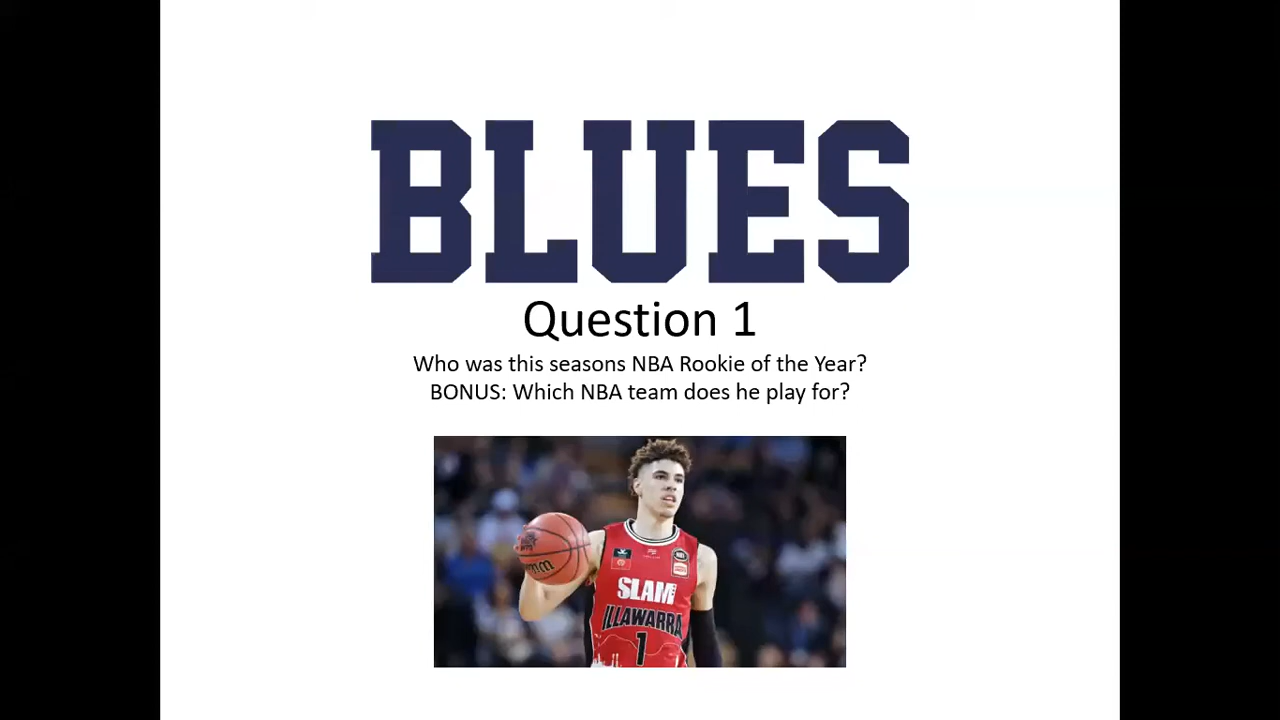 BLUES
Question 1
Who was this seasons NBA Rookie of the Year?
BONUS: Which NBA team does he play for?
SLAM
ILLAWARRA
1